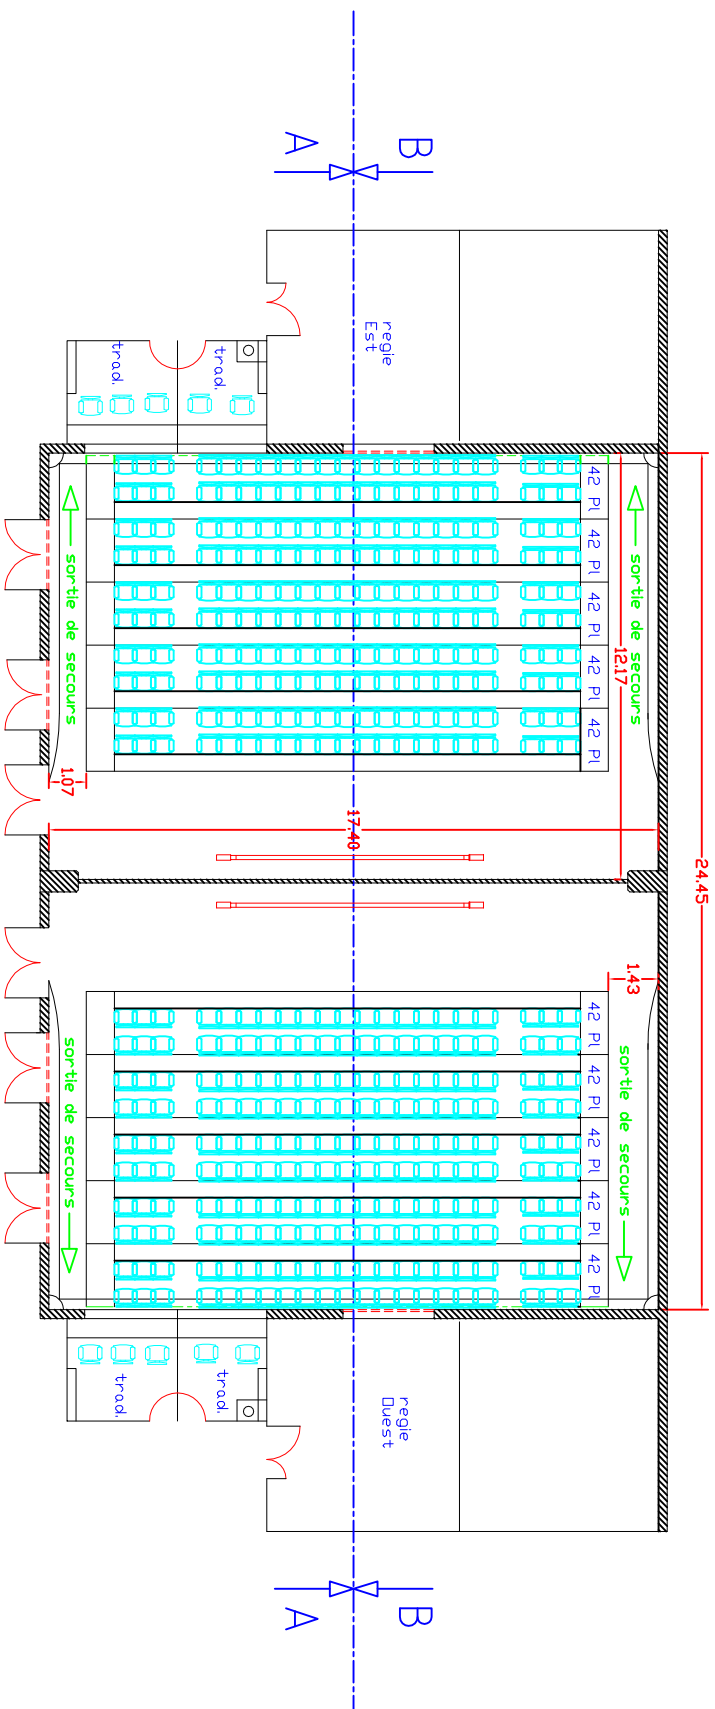 A
B
regie
Est
trad.
trad.
42 Pl
42 Pl
42 Pl
42 Pl
42 Pl
sortie de secours
sortie de secours
12.17
1.07
17.40
24.45
1.43
42 Pl
42 Pl
42 Pl
42 Pl
42 Pl
sortie de secours
sortie de secours
trad.
trad.
regie
Ouest
A
B